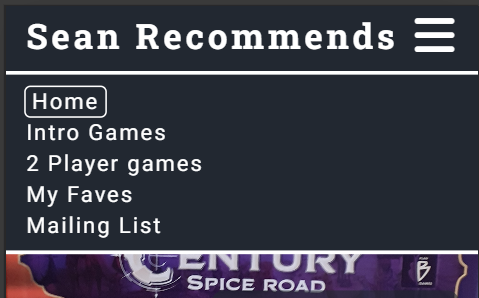 Sean Recommends
Home
Intro Games
2 Player games
My Faves
Mailing List
CENTURY
SPICE ROAD